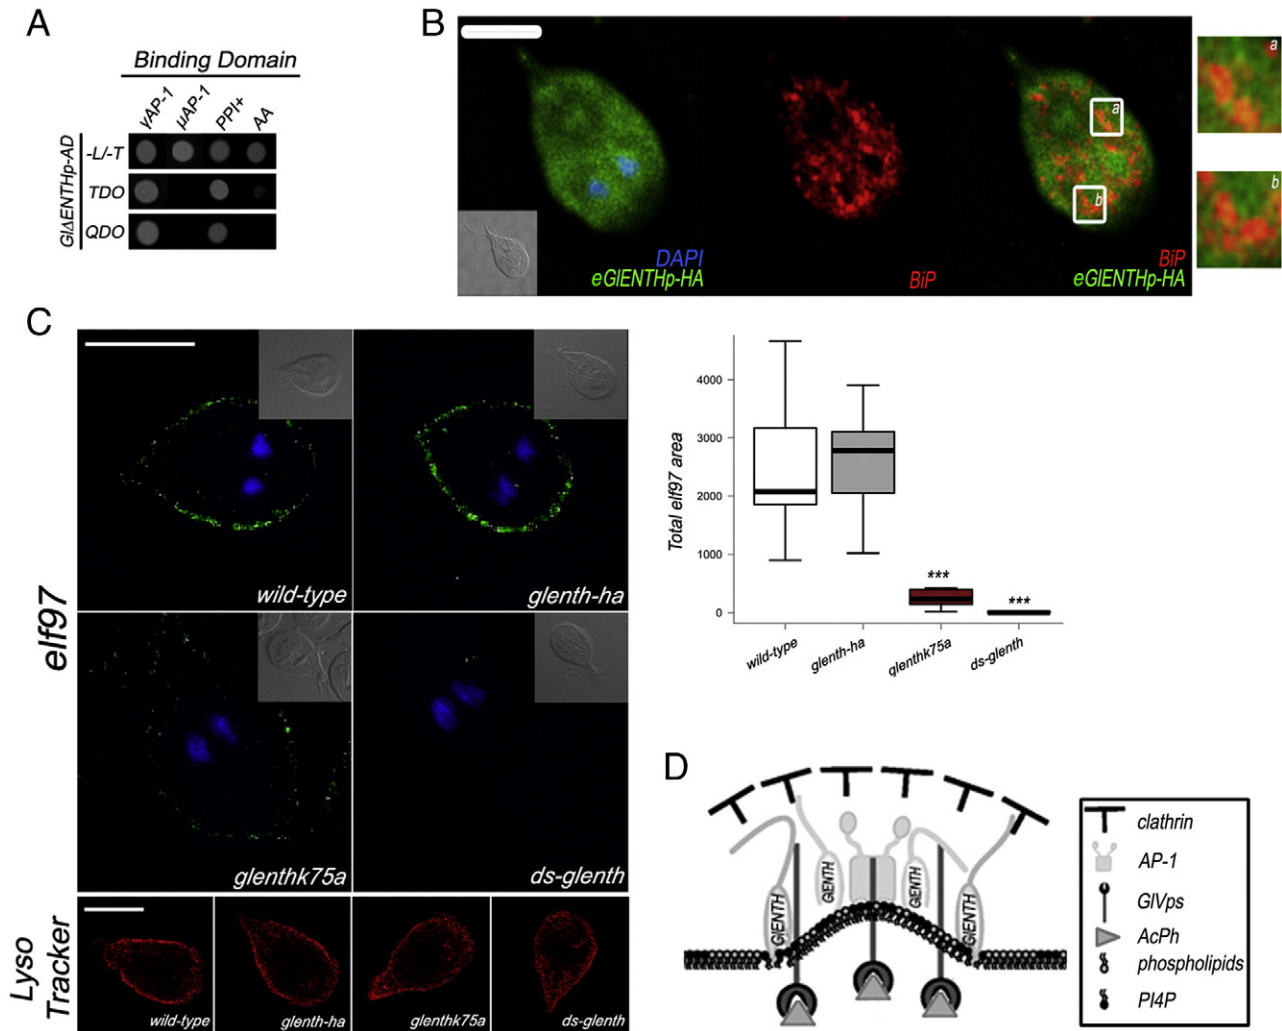 A
Binding Domain
γAP-1
μAP-1
PPI+
AA
GlΔENTHp-AD
-L/-T
TDO
QDO
B
DAPI
eGlENTHp-HA
BiP
a
b
BiP
eGlENTHp-HA
a
b
C
elf97
wild-type
glenth-ha
glenthk75a
ds-glenth
Lyso
Tracker
wild-type
glenth-ha
glenthk75a
ds-glenth
Total elf97 area
4000
3000
2000
1000
0
***
***
wild-type
glenth-ha
glenthk75a
ds-glenth
D
GlENTH
GlENTH
GlENTH
GlENTH
clathrin
AP-1
GlVps
AcPh
phospholipids
PI4P